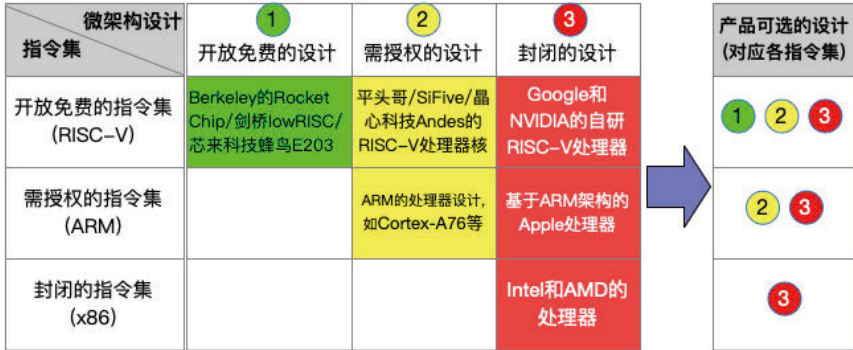 微架构设计
指令集
1
开放免费的设计
2
需授权的设计
3
封闭的设计
产品可选的设计
(对应各指令集)
开放免费的指令集
(RISC-V)
Berkeley的Rocket
Chip/剑桥lowRISC/
芯来科技蜂鸟E203
平头哥/SiFive/晶
心科技Andes的
RISC-V处理器核
Google和
NVIDIA的自研
RISC-V处理器
1 2 3
需授权的指令集
(ARM)
ARM的处理器设计,
如Cortex-A76等
基于ARM架构的
Apple处理器
2 3
封闭的指令集
(x86)
Intel和AMD的
处理器
3